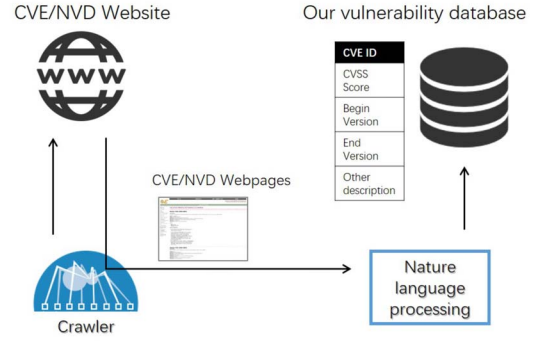 CVE/NVD Website
Our vulnerability database
WWW
CVE ID
CVSS
Score
Begin
Version
End
Version
Other
description
CVE/NVD Webpages
Nature
language
processing
Crawler